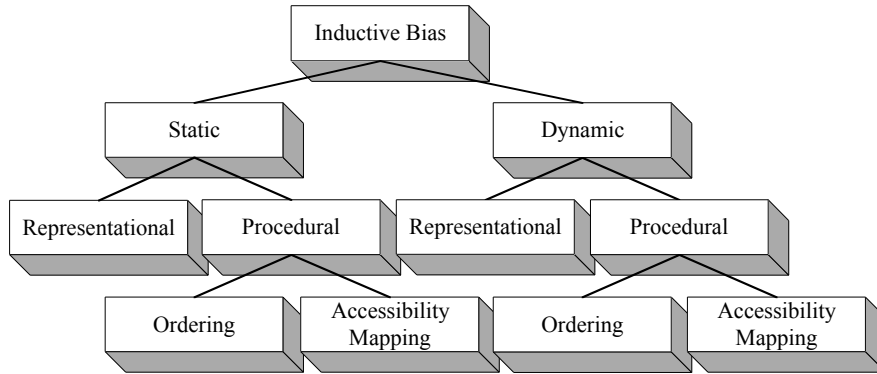 Inductive Bias
Static
Dynamic
Representational
Procedural
Representational
Procedural
Ordering
Accessibility
Mapping
Ordering
Accessibility
Mapping